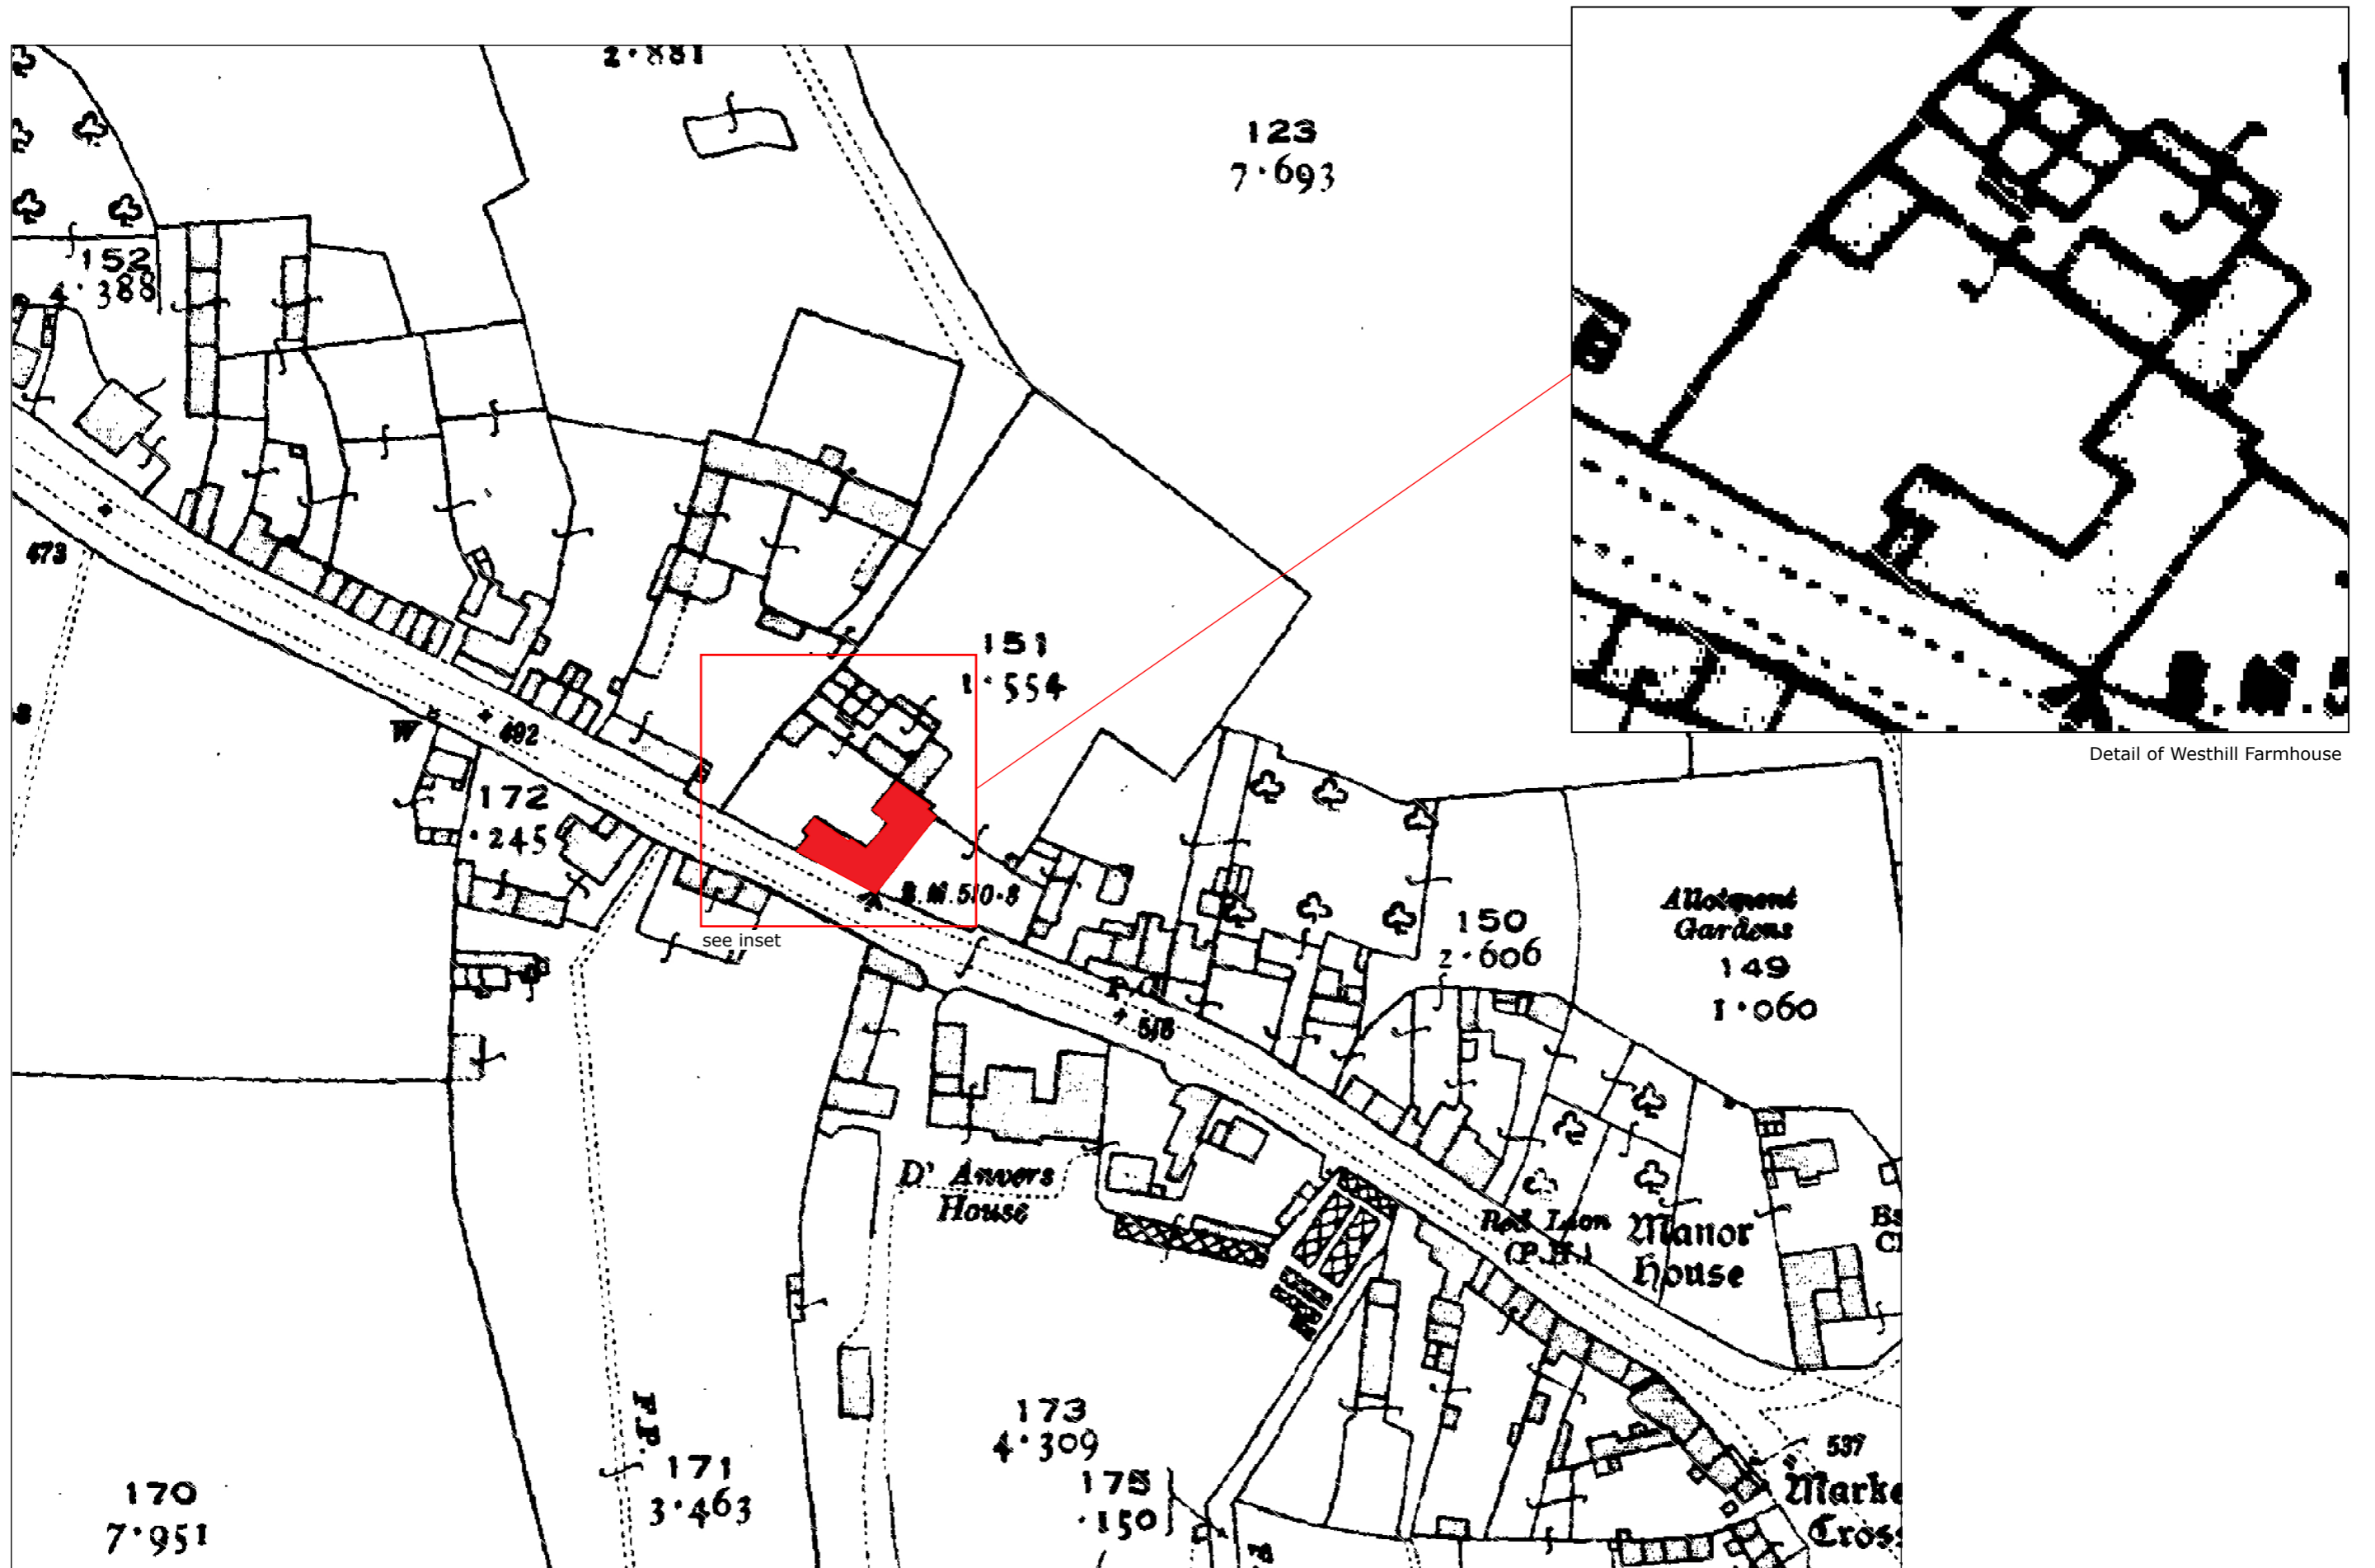 2·881
123
7·693
Detail of Westhill Farmhouse
152
4·388
473
151
1·554
W
492
172
·245
B.M.510·8
see inset
Allotment
Gardens
149
1·060
150
2·606
P
518
D'Anvers
House
Red Lion
(P.H.)
Manor
House
F.P.
171
3·463
173
4·309
175
·150
170
7·951
537
Cross